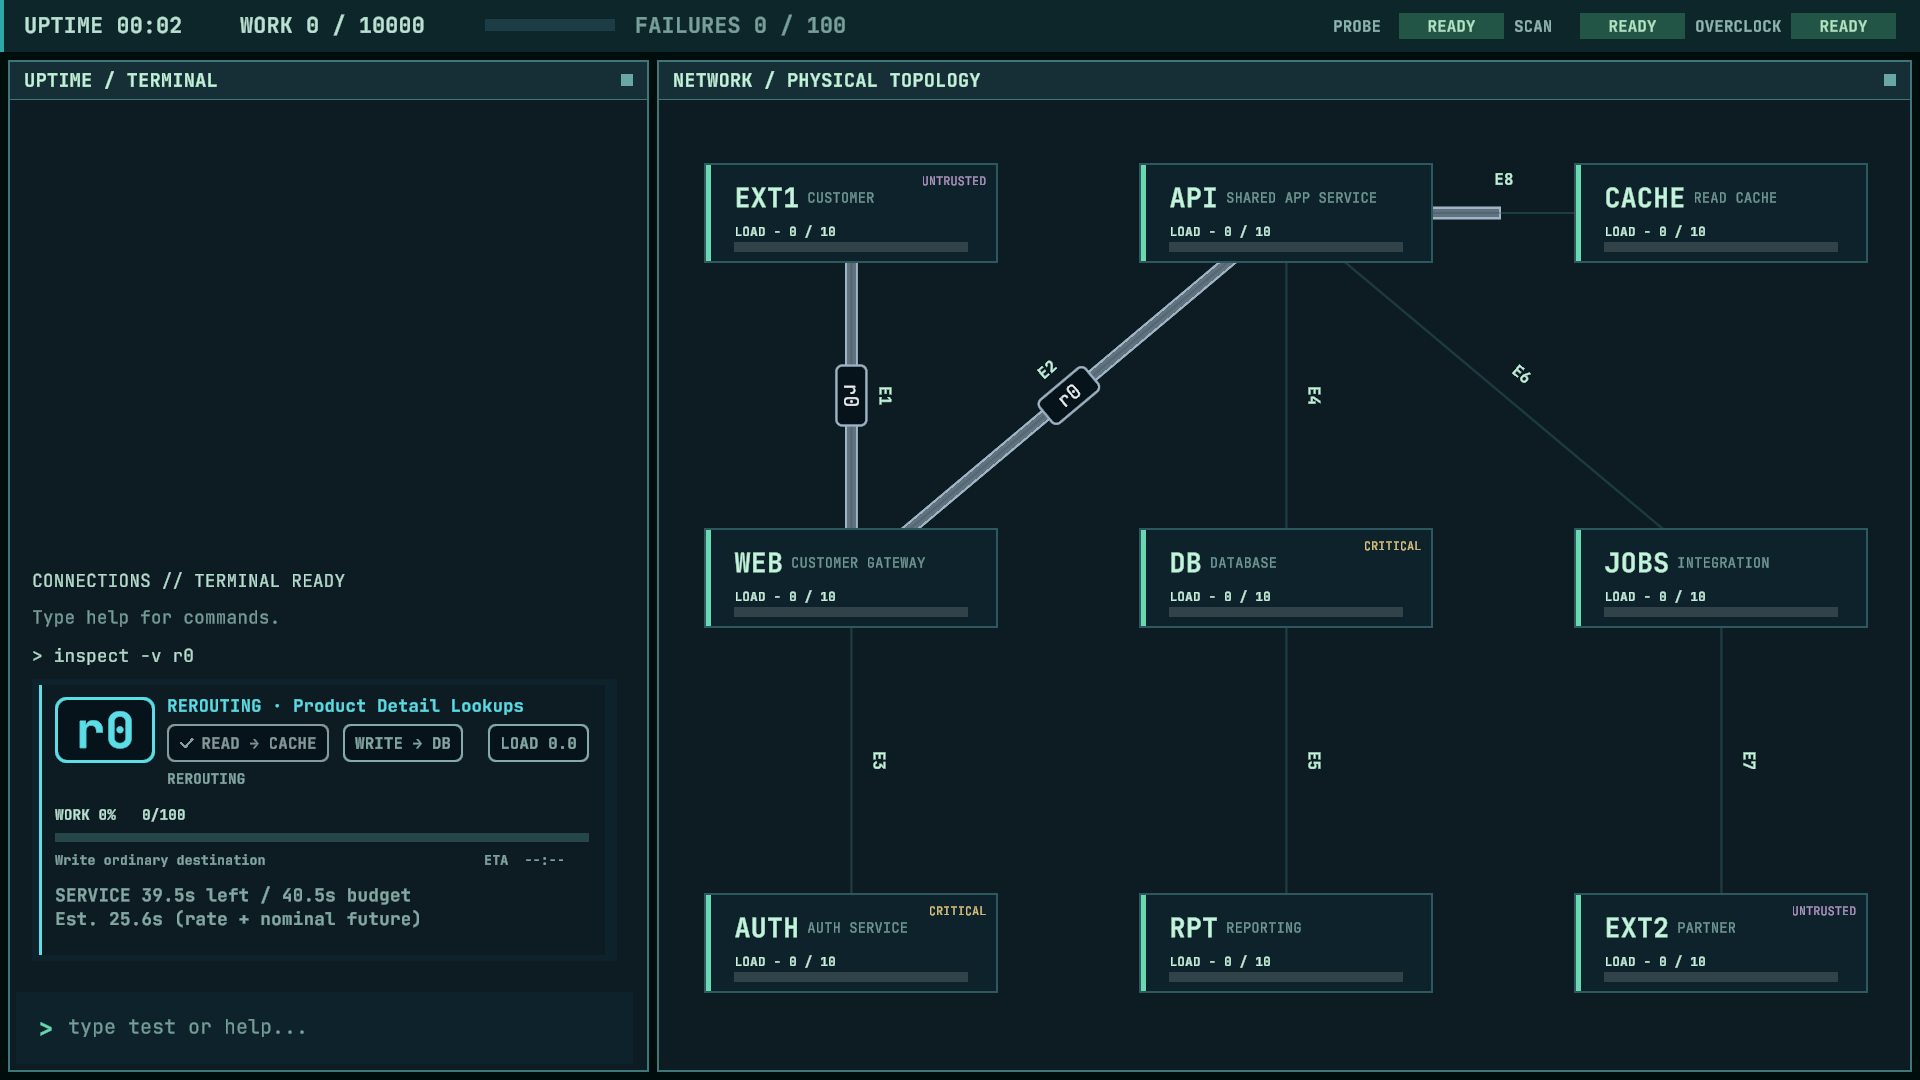 UPTIME 00:02 WORK 0 / 10000 FAILURES 0 / 100 PROBE READY SCAN READY OVERCLOCK READY
UPTIME / TERMINAL
CONNECTIONS // TERMINAL READY
Type help for commands.
> inspect -v r0
r0
REROUTING · Product Detail Lookups
✓ READ → CACHE WRITE → DB LOAD 0.0
REROUTING
WORK 0% 0/100
Write ordinary destination ETA --:--
SERVICE 39.5s left / 40.5s budget
Est. 25.6s (rate + nominal future)
> type test or help...
NETWORK / PHYSICAL TOPOLOGY
UNTRUSTED
EXT1 CUSTOMER
LOAD - 0 / 10
API SHARED APP SERVICE
LOAD - 0 / 10
E8
CACHE READ CACHE
LOAD - 0 / 10
r0
E1
E2
r0
E4
E6
WEB CUSTOMER GATEWAY
LOAD - 0 / 10
CRITICAL
DB DATABASE
LOAD - 0 / 10
JOBS INTEGRATION
LOAD - 0 / 10
E3
E5
E7
CRITICAL
AUTH AUTH SERVICE
LOAD - 0 / 10
RPT REPORTING
LOAD - 0 / 10
UNTRUSTED
EXT2 PARTNER
LOAD - 0 / 10